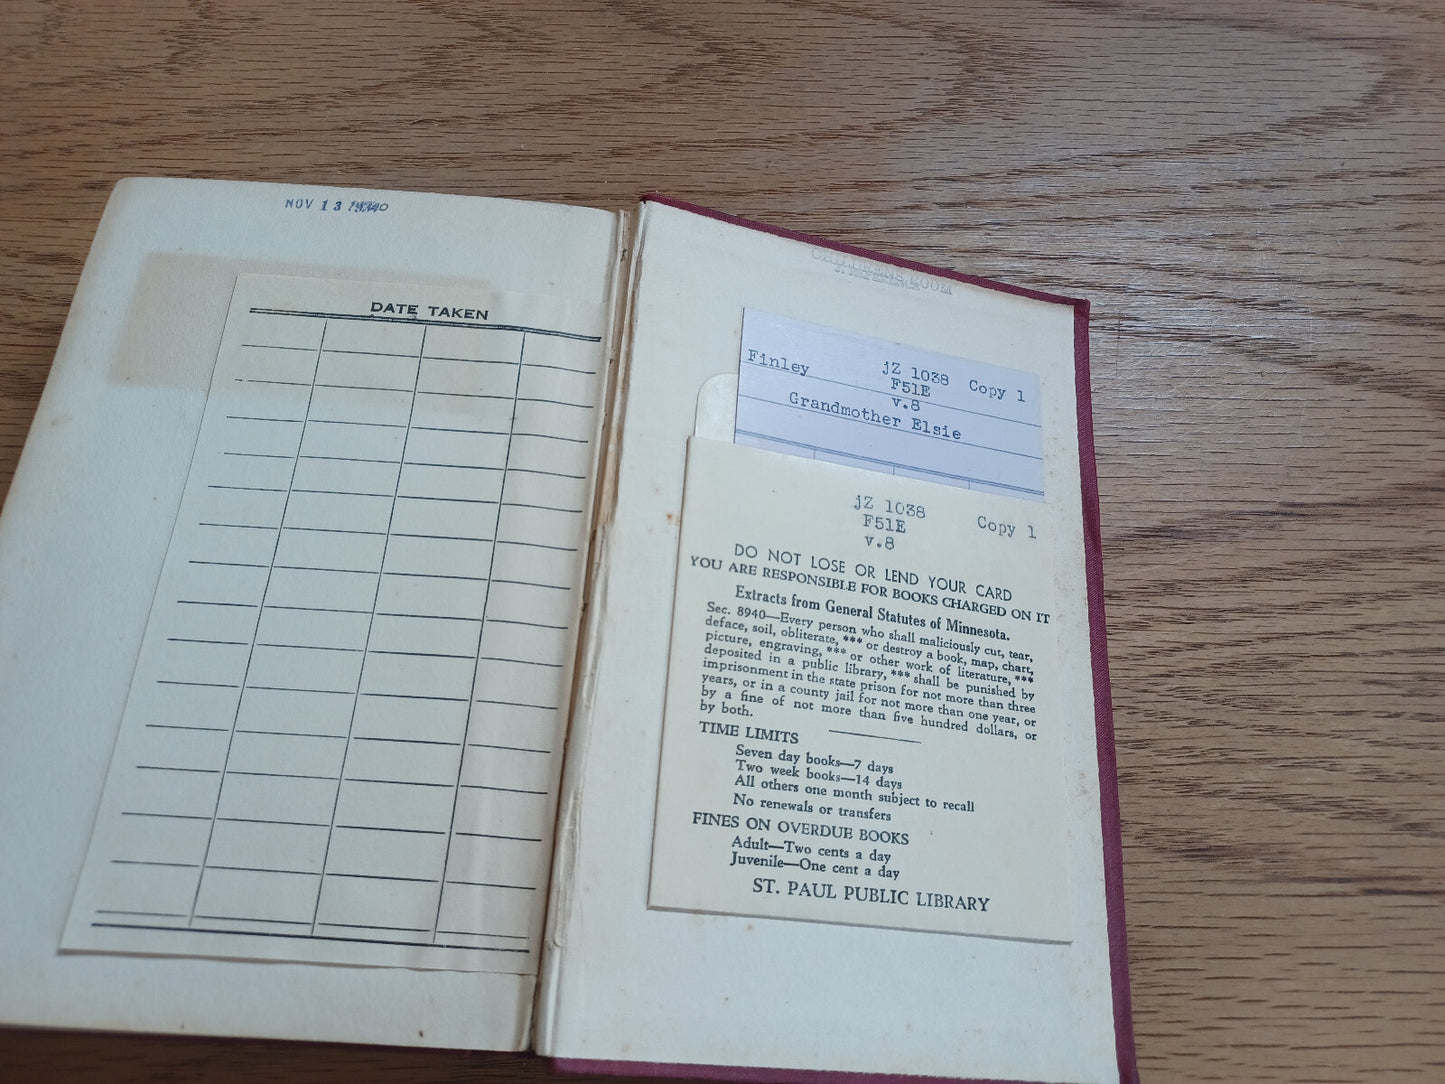 NOV 13
DATE TAKEN
CHILDRENS ROOM
Finley jZ 1038 Copy 1
F51E
v.8
Grandmother Elsie
jZ 1038 Copy 1
F51E
v.8
DO NOT LOSE OR LEND YOUR CARD
YOU ARE RESPONSIBLE FOR BOOKS CHARGED ON IT
Extracts from General Statutes of Minnesota.
Sec. 8940—Every person who shall maliciously cut, tear,
deface, soil, obliterate, *** or destroy a book, map, chart,
picture, engraving, *** or other work of literature, ***
deposited in a public library, *** shall be punished by
imprisonment in the state prison for not more than three
years, or in a county jail for not more than one year, or
by a fine of not more than five hundred dollars, or
by both.
TIME LIMITS
Seven day books—7 days
Two week books—14 days
All others one month subject to recall
No renewals or transfers
FINES ON OVERDUE BOOKS
Adult—Two cents a day
Juvenile—One cent a day
ST. PAUL PUBLIC LIBRARY